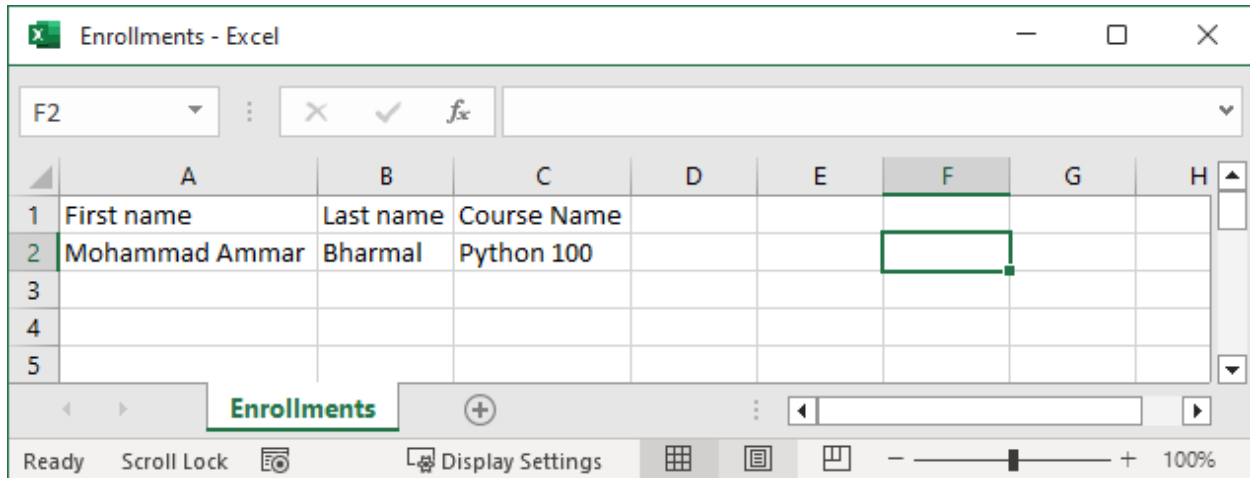 Enrollments - Excel
F2 fx
A B C D E F G H
1 First name Last name Course Name
2 Mohammad Ammar Bharmal Python 100
3
4
5
Enrollments
Ready Scroll Lock Display Settings 100%